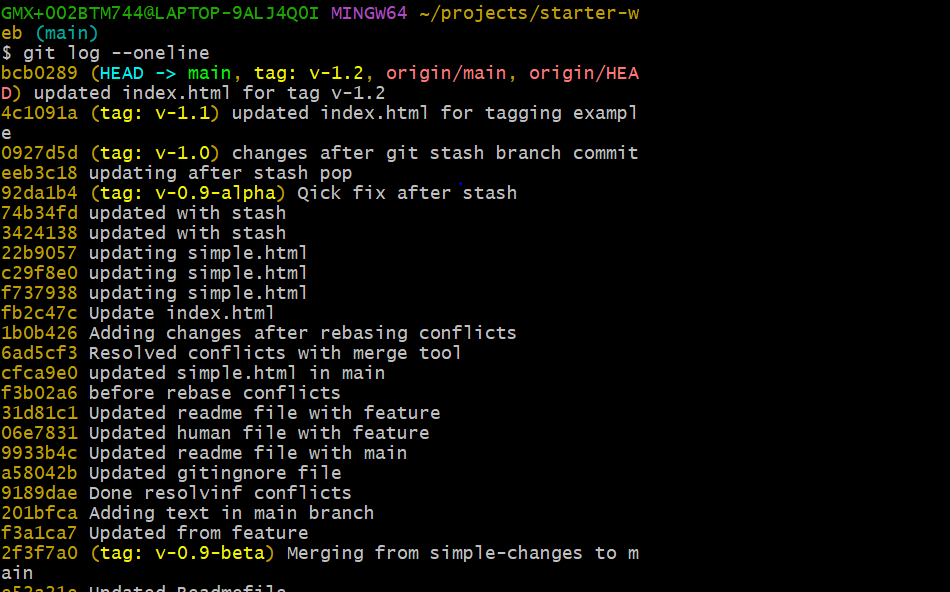 GMX+002BTM744@LAPTOP-9ALJ4Q0I MINGW64 ~/projects/starter-w
eb (main)
$ git log --oneline
bcb0289 (HEAD -> main, tag: v-1.2, origin/main, origin/HEA
D) updated index.html for tag v-1.2
4c1091a (tag: v-1.1) updated index.html for tagging exampl
e
0927d5d (tag: v-1.0) changes after git stash branch commit
eeb3c18 updating after stash pop
92da1b4 (tag: v-0.9-alpha) Qick fix after stash
74b34fd updated with stash
3424138 updated with stash
22b9057 updating simple.html
c29f8e0 updating simple.html
f737938 updating simple.html
fb2c47c Update index.html
1b0b426 Adding changes after rebasing conflicts
6ad5cf3 Resolved conflicts with merge tool
cfca9e0 updated simple.html in main
f3b02a6 before rebase conflicts
31d81c1 Updated readme file with feature
06e7831 Updated human file with feature
9933b4c Updated readme file with main
a58042b Updated gitingnore file
9189dae Done resolvinf conflicts
201bfca Adding text in main branch
f3a1ca7 Updated from feature
2f3f7a0 (tag: v-0.9-beta) Merging from simple-changes to m
ain
Updated Readmefile